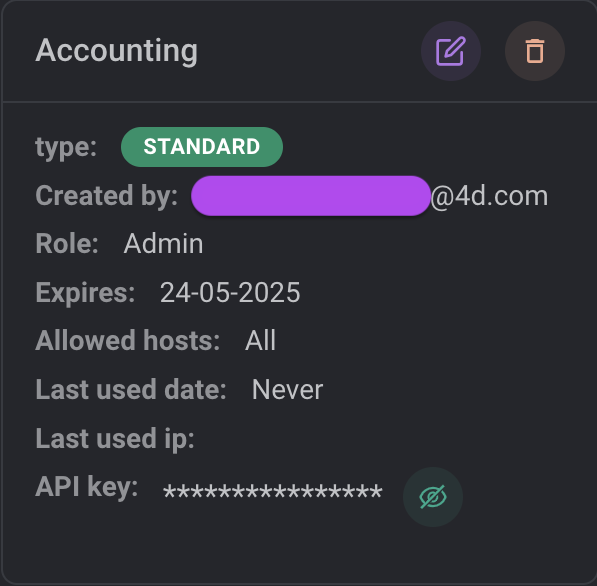 Accounting
type: STANDARD
Created by: @4d.com
Role: Admin
Expires: 24-05-2025
Allowed hosts: All
Last used date: Never
Last used ip:
API key: ****************